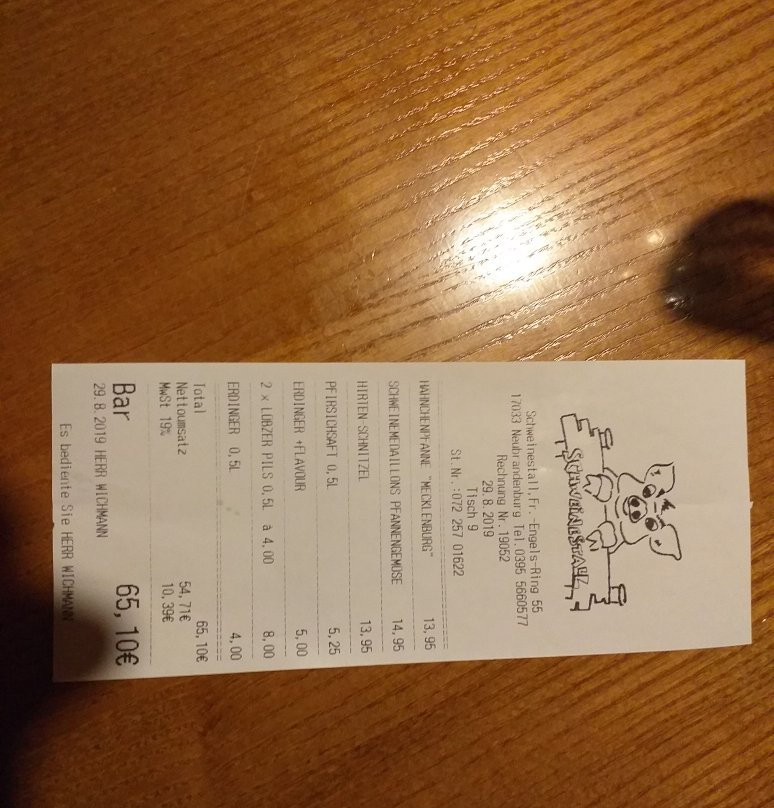 SCHWEINESTALL
Schweinestall,Fr.-Engels-Ring 55
17033 Neubrandenburg Tel.0395 5660577
Rechnung Nr. 19052
29.8.2019
Tisch 9
St.Nr.:072 257 01622
HÄHNCHENPFANNE "MECKLENBURG" 13,95
SCHWEINEMEDAILLONS PFANNENGEMÜSE 14,95
HIRTEN-SCHNITZEL 13,95
PFIRSICHSAFT 0,5L 5,25
ERDINGER +FLAVOUR 5,00
2 x LÜBZER PILS 0,5L à 4,00 8,00
ERDINGER 0,5L 4,00
Total 65,10€
Nettoumsatz 54,71€
MwSt 19% 10,39€
Bar 65,10€
29.8.2019 HERR WICHMANN
Es bediente Sie HERR WICHMANN